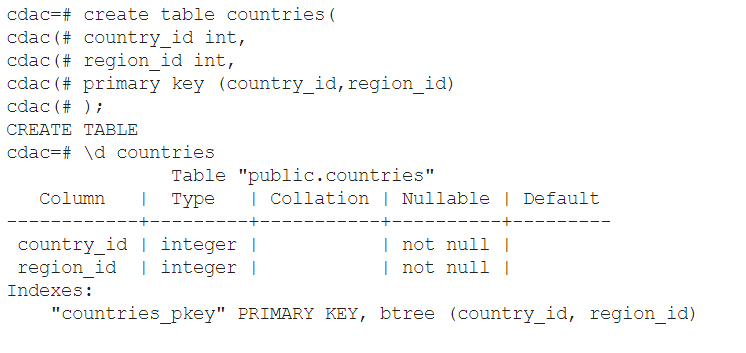 cdac=# create table countries(
cdac(# country_id int,
cdac(# region_id int,
cdac(# primary key (country_id,region_id)
cdac(# );
CREATE TABLE
cdac=# \d countries
               Table "public.countries"
   Column   |  Type   | Collation | Nullable | Default
------------+---------+-----------+----------+---------
 country_id | integer |           | not null |
 region_id  | integer |           | not null |
Indexes:
    "countries_pkey" PRIMARY KEY, btree (country_id, region_id)